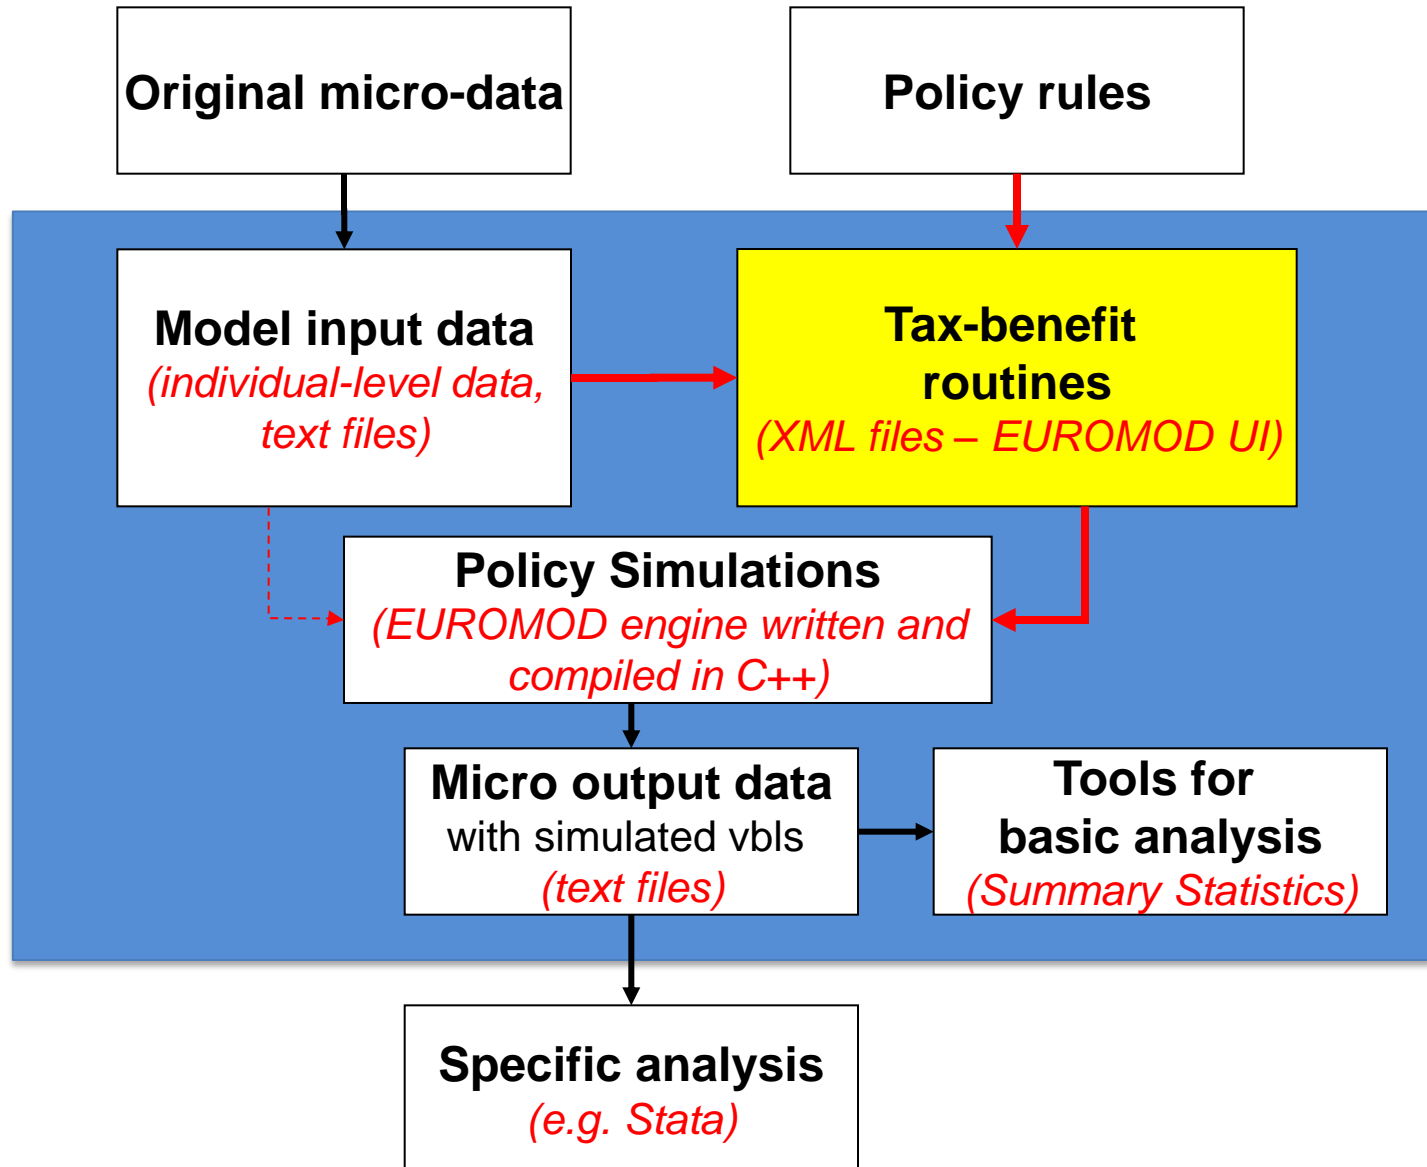 Original micro-data
Policy rules
Model input data
(individual-level data,
text files)
Tax-benefit
routines
(XML files – EUROMOD UI)
Policy Simulations
(EUROMOD engine written and
compiled in C++)
Micro output data
with simulated vbls
(text files)
Tools for
basic analysis
(Summary Statistics)
Specific analysis
(e.g. Stata)